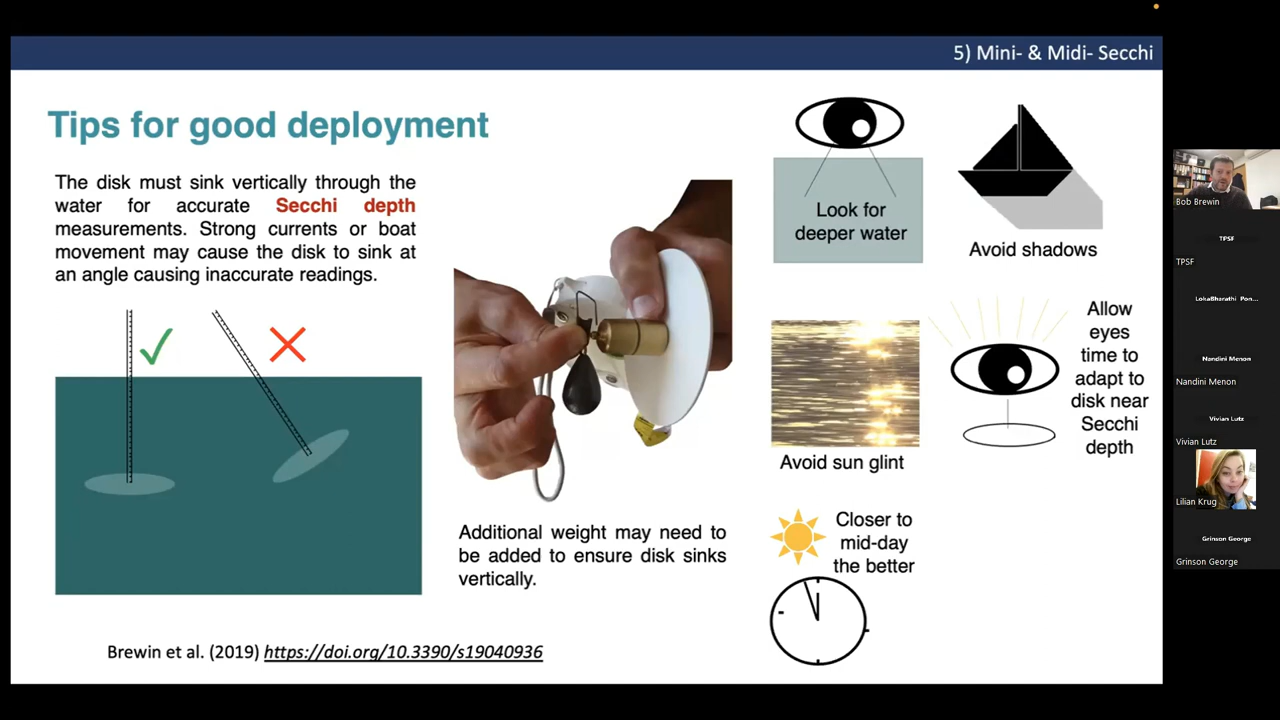 5) Mini- & Midi- Secchi
Tips for good deployment
The disk must sink vertically through the
water for accurate Secchi depth
measurements. Strong currents or boat
movement may cause the disk to sink at
an angle causing inaccurate readings.
Additional weight may need to
be added to ensure disk sinks
vertically.
Brewin et al. (2019) https://doi.org/10.3390/s19040936
Look for
deeper water
Avoid shadows
Avoid sun glint
Allow
eyes
time to
adapt to
disk near
Secchi
depth
Closer to
mid-day
the better
Bob Brewin
TPSF
TPSF
LokaBharathi Pon...
Nandini Menon
Nandini Menon
Vivian Lutz
Vivian Lutz
Lilian Krug
Grinson George
Grinson George